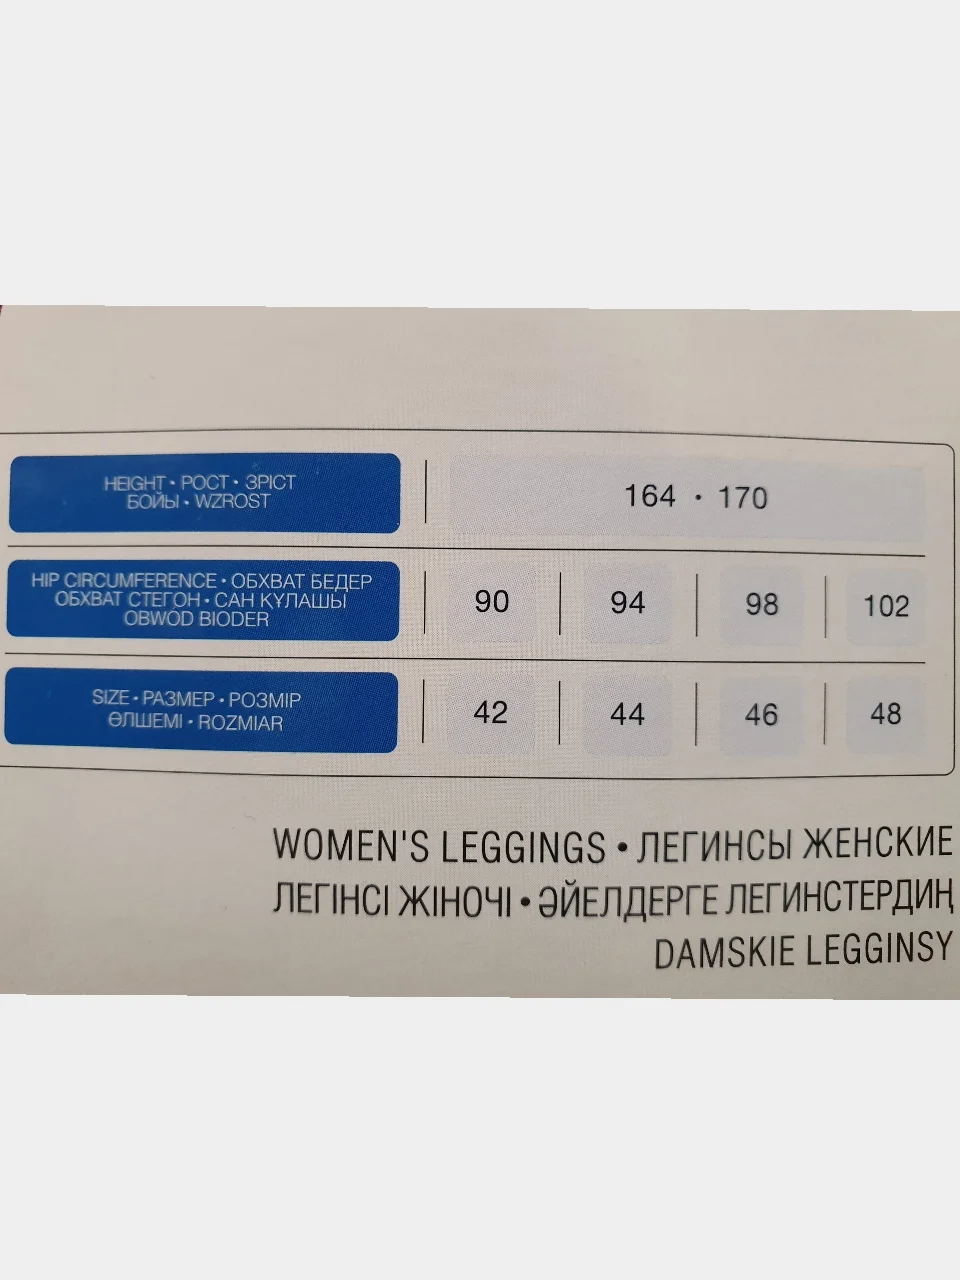 HEIGHT • РОСТ • ЗРІСТ
БОЙЫ • WZROST
164 • 170
HIP CIRCUMFERENCE • ОБХВАТ БЕДЕР
ОБХВАТ СТЕГОН • САН ҚҰЛАШЫ
OBWÓD BIODER
90 94 98 102
SIZE • РАЗМЕР • РОЗМІР
ӨЛШЕМІ • ROZMIAR
42 44 46 48
WOMEN'S LEGGINGS • ЛЕГИНСЫ ЖЕНСКИЕ
ЛЕГІНСІ ЖІНОЧІ • ӘЙЕЛДЕРГЕ ЛЕГИНСТЕРДИҢ
DAMSKIE LEGGINSY